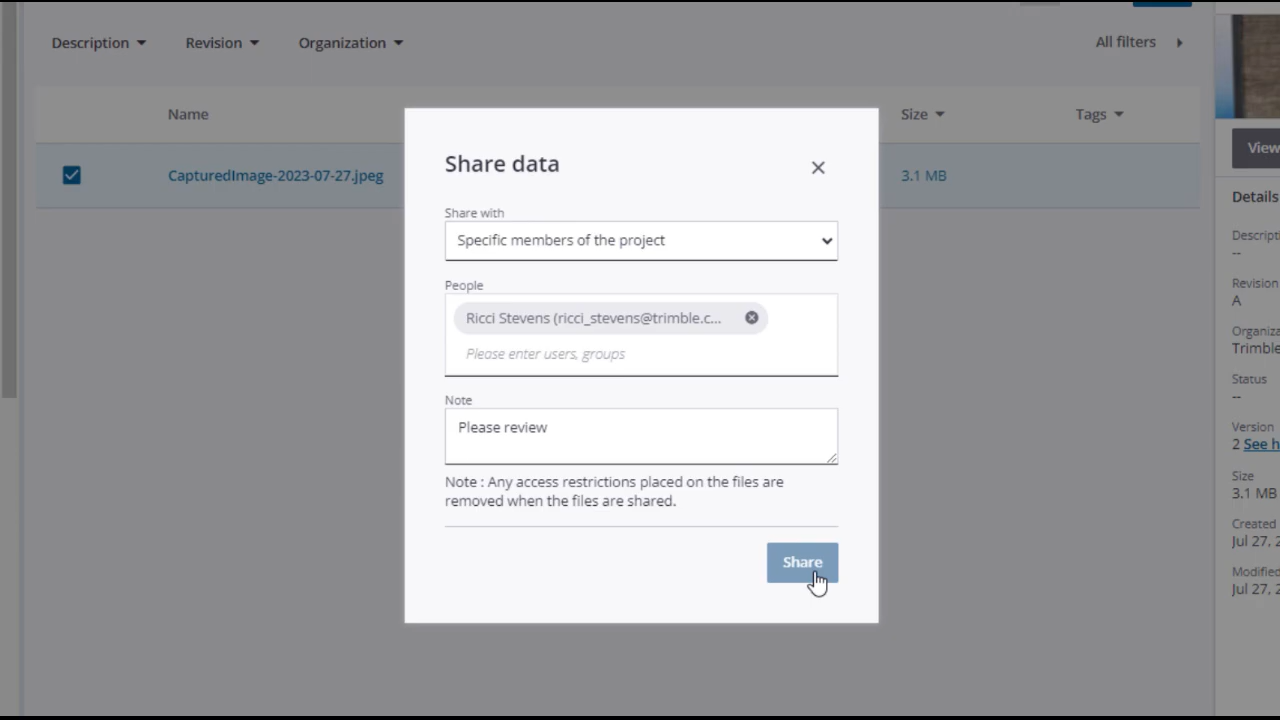 Description
Revision
Organization
All filters
Name
Size
Tags
CapturedImage-2023-07-27.jpeg
3.1 MB
Share data
Share with
Specific members of the project
People
Ricci Stevens (ricci_stevens@trimble.c...
Please enter users, groups
Note
Please review
Note : Any access restrictions placed on the files are
removed when the files are shared.
Share
View
Details
Descripti
--
Revision
A
Organiza
Trimble
Status
--
Version
2 See h
Size
3.1 MB
Created
Jul 27, 2
Modified
Jul 27, 2